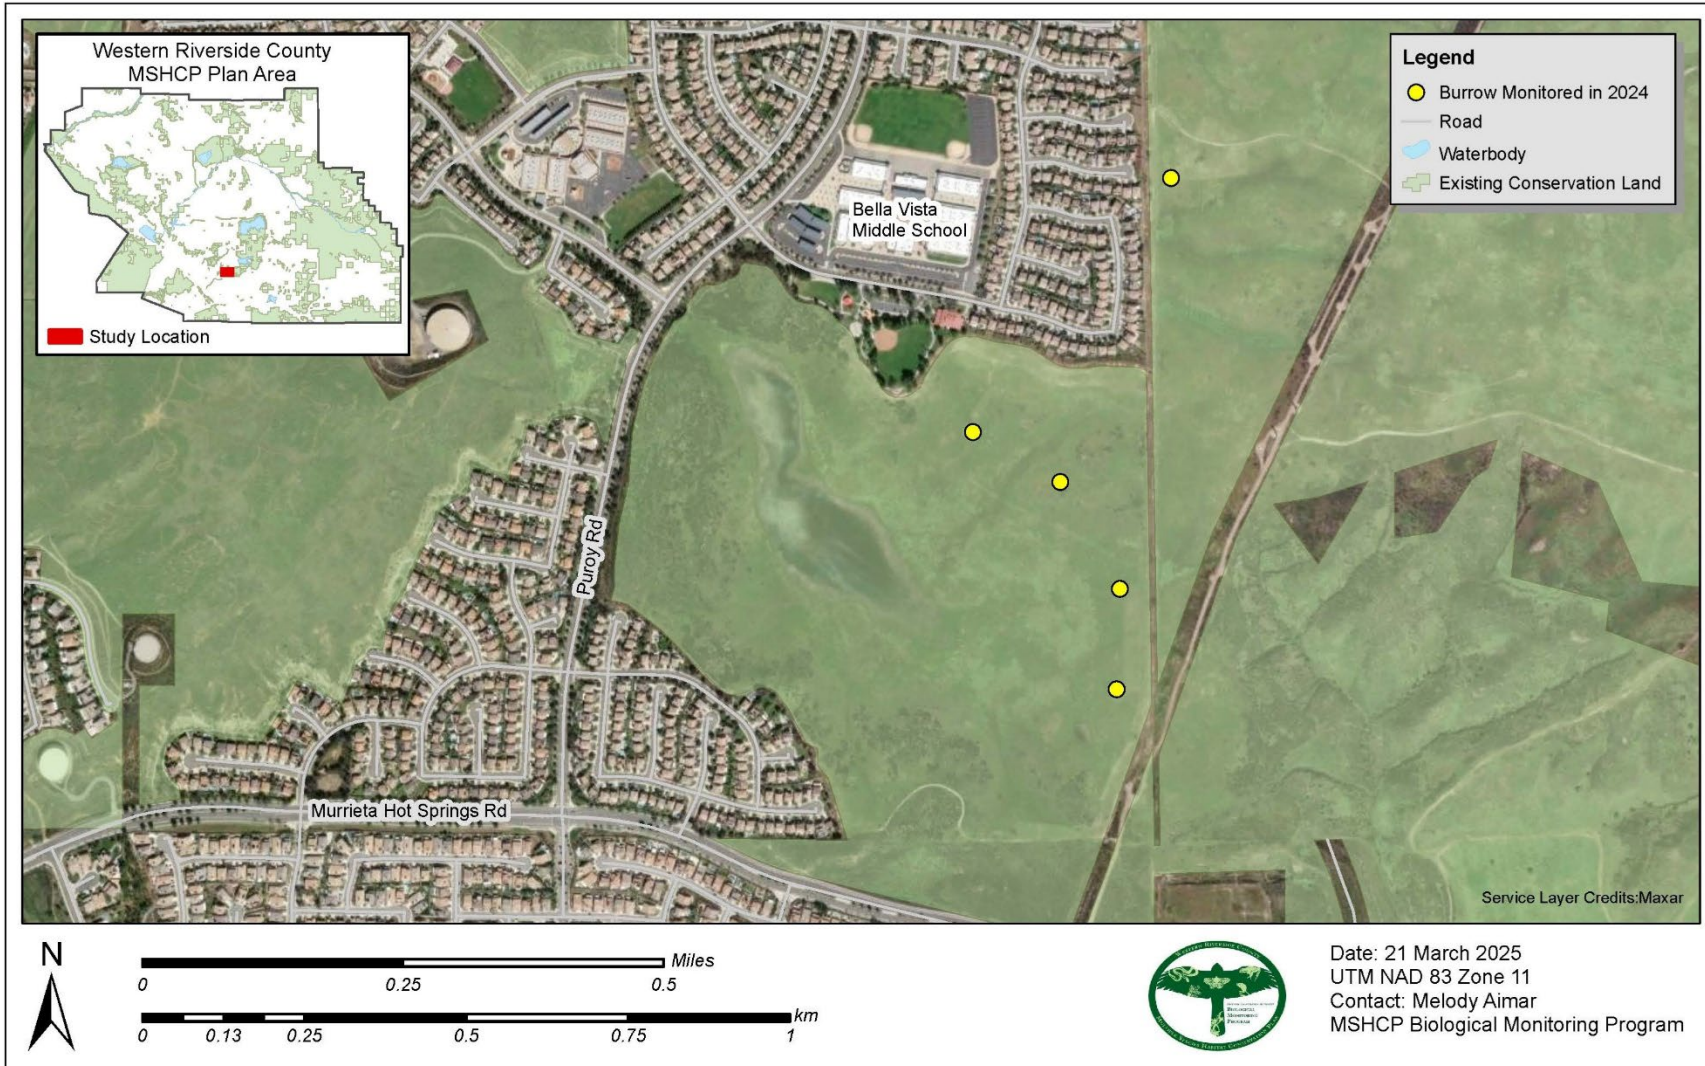 Western Riverside County
MSHCP Plan Area
Study Location
Legend
Burrow Monitored in 2024
Road
Waterbody
Existing Conservation Land
Bella Vista
Middle School
Puroy Rd
Murrieta Hot Springs Rd
Service Layer Credits:Maxar
N
Miles
0 0.25 0.5
km
0 0.13 0.25 0.5 0.75 1
Biological
Monitoring
Program
Date: 21 March 2025
UTM NAD 83 Zone 11
Contact: Melody Aimar
MSHCP Biological Monitoring Program